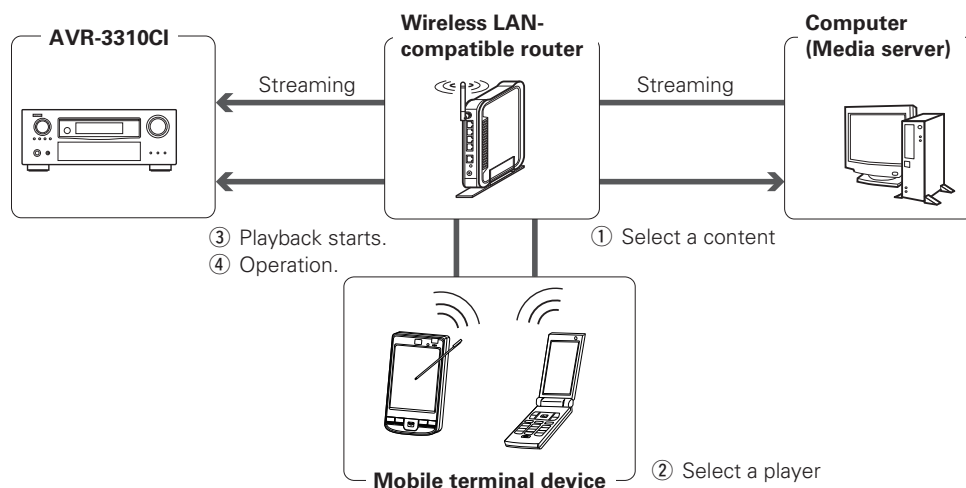 AVR-3310CI
Wireless LAN-
compatible router
Computer
(Media server)
Streaming
Streaming
③ Playback starts.
④ Operation.
① Select a content
② Select a player
Mobile terminal device